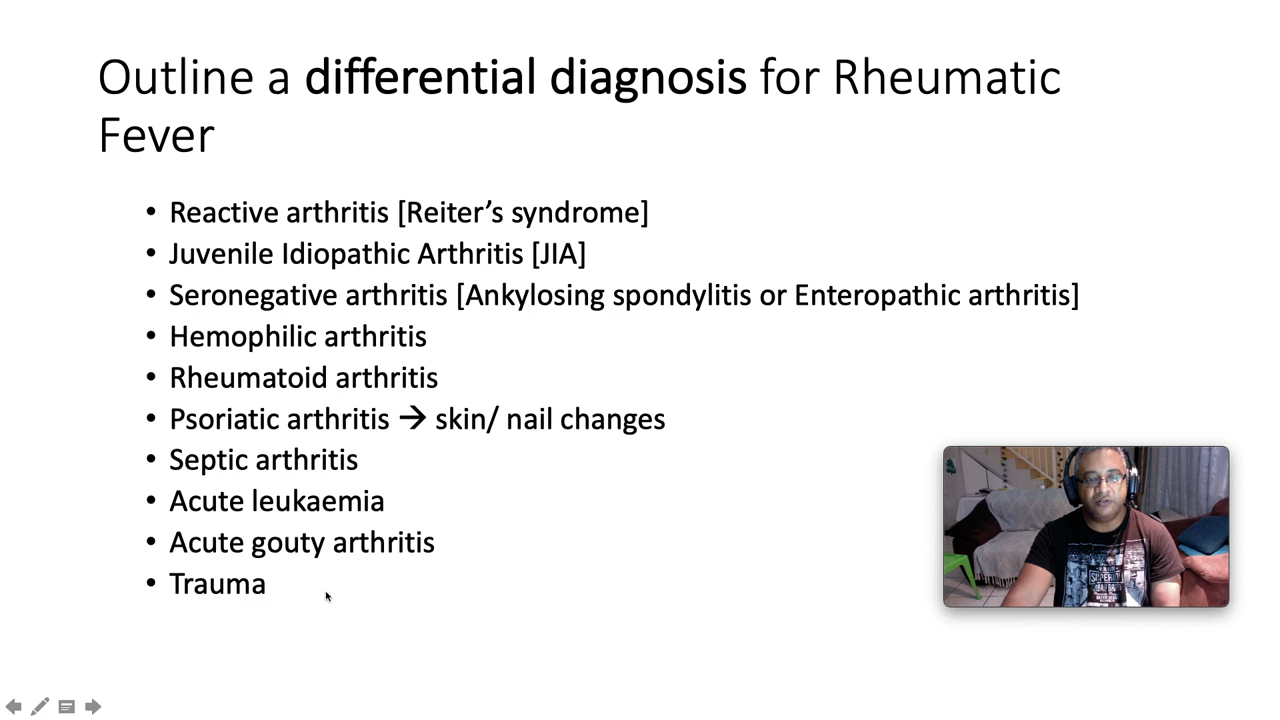 Outline a differential diagnosis for Rheumatic
Fever
• Reactive arthritis [Reiter’s syndrome]
• Juvenile Idiopathic Arthritis [JIA]
• Seronegative arthritis [Ankylosing spondylitis or Enteropathic arthritis]
• Hemophilic arthritis
• Rheumatoid arthritis
• Psoriatic arthritis → skin/ nail changes
• Septic arthritis
• Acute leukaemia
• Acute gouty arthritis
• Trauma